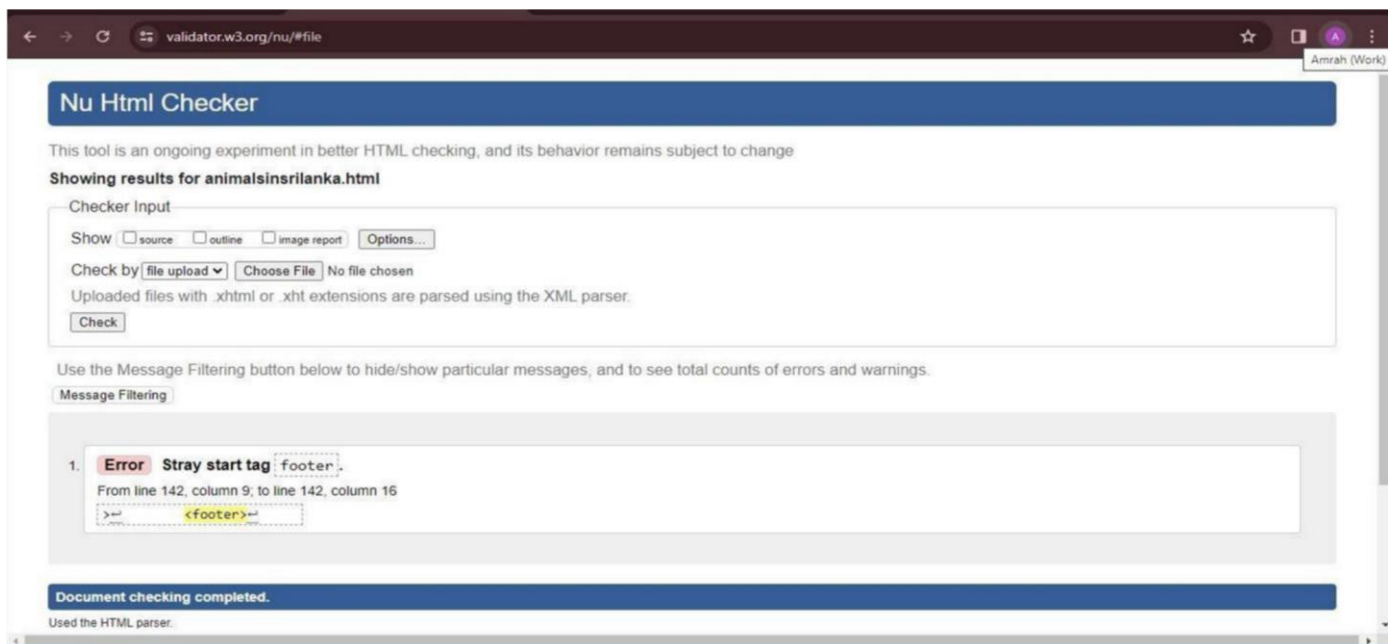 validator.w3.org/nu/#file
A
Amrah (Work)
Nu Html Checker
This tool is an ongoing experiment in better HTML checking, and its behavior remains subject to change
Showing results for animalsinsrilanka.html
Checker Input
Show source outline image report Options...
Check by file upload Choose File No file chosen
Uploaded files with .xhtml or .xht extensions are parsed using the XML parser.
Check
Use the Message Filtering button below to hide/show particular messages, and to see total counts of errors and warnings.
Message Filtering
1. Error Stray start tag footer.
From line 142, column 9; to line 142, column 16
>↩ <footer>↩
Document checking completed.
Used the HTML parser.